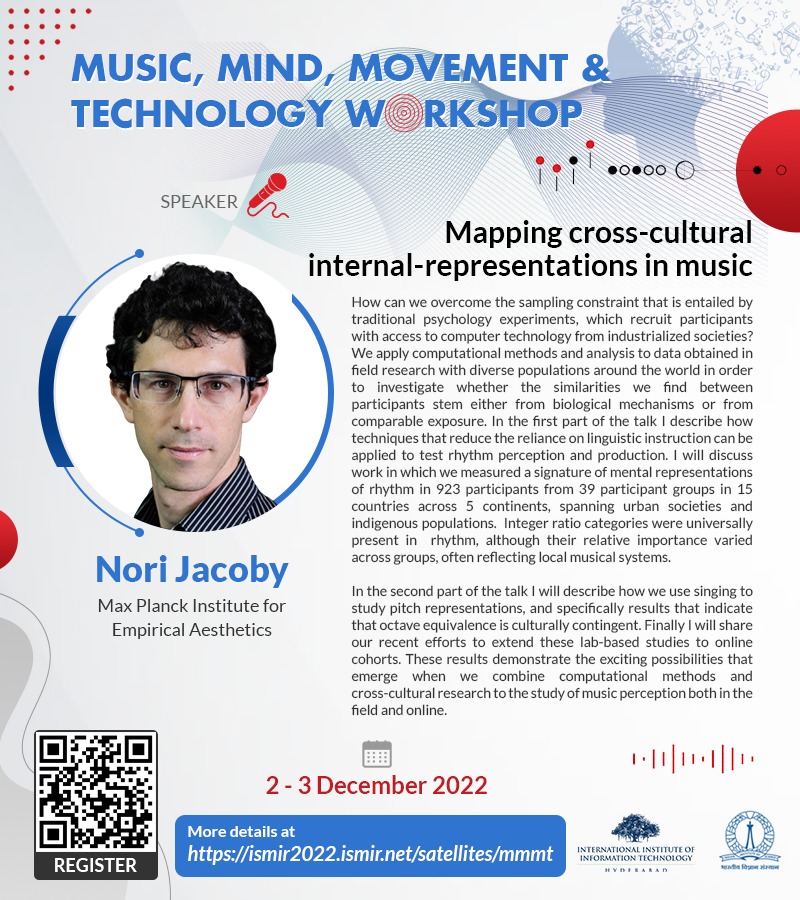 MUSIC, MIND, MOVEMENT &
TECHNOLOGY WORKSHOP
SPEAKER
Mapping cross-cultural
internal-representations in music
How can we overcome the sampling constraint that is entailed by
traditional psychology experiments, which recruit participants
with access to computer technology from industrialized societies?
We apply computational methods and analysis to data obtained in
field research with diverse populations around the world in order
to investigate whether the similarities we find between
participants stem either from biological mechanisms or from
comparable exposure. In the first part of the talk I describe how
techniques that reduce the reliance on linguistic instruction can be
applied to test rhythm perception and production. I will discuss
work in which we measured a signature of mental representations
of rhythm in 923 participants from 39 participant groups in 15
countries across 5 continents, spanning urban societies and
indigenous populations. Integer ratio categories were universally
present in rhythm, although their relative importance varied
across groups, often reflecting local musical systems.
In the second part of the talk I will describe how we use singing to
study pitch representations, and specifically results that indicate
that octave equivalence is culturally contingent. Finally I will share
our recent efforts to extend these lab-based studies to online
cohorts. These results demonstrate the exciting possibilities that
emerge when we combine computational methods and
cross-cultural research to the study of music perception both in the
field and online.
Nori Jacoby
Max Planck Institute for
Empirical Aesthetics
2 - 3 December 2022
REGISTER
More details at
https://ismir2022.ismir.net/satellites/mmmt
INTERNATIONAL INSTITUTE OF
INFORMATION TECHNOLOGY
HYDERABAD
भारतीय विज्ञान संस्थान